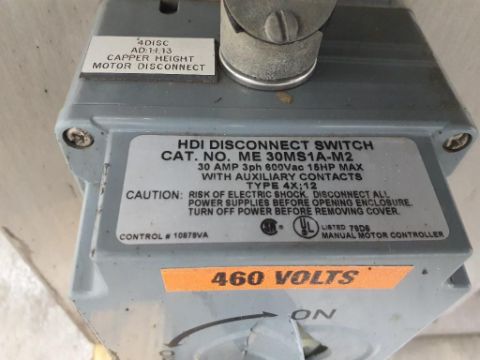 4DISC
AD:1H.13
CAPPER HEIGHT
MOTOR DISCONNECT
HDI DISCONNECT SWITCH
CAT. NO. ME 30MS1A-M2
30 AMP 3ph 600Vac 15HP MAX
WITH AUXILIARY CONTACTS
TYPE 4X;12
CAUTION: RISK OF ELECTRIC SHOCK. DISCONNECT ALL
POWER SUPPLIES BEFORE OPENING ENCLOSURE.
TURN OFF POWER BEFORE REMOVING COVER.
CONTROL # 10878VA
LISTED 79D6
MANUAL MOTOR CONTROLLER
460 VOLTS
ON